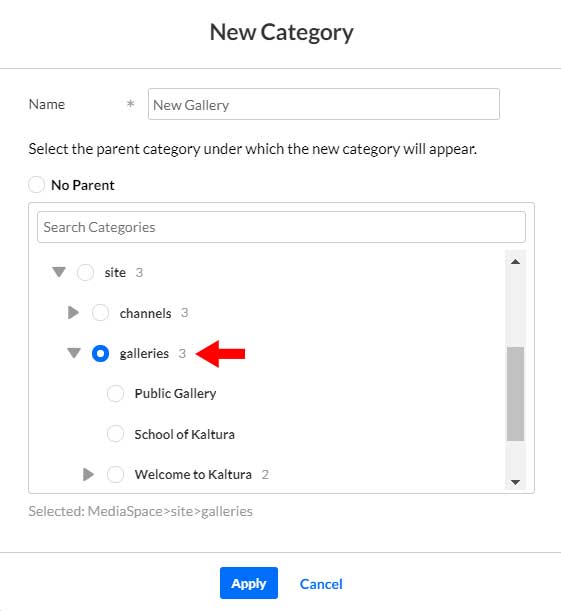 New Category
Name * New Gallery
Select the parent category under which the new category will appear.
No Parent
Search Categories
site 3
channels 3
galleries 3
Public Gallery
School of Kaltura
Welcome to Kaltura 2
Selected: MediaSpace>site>galleries
Apply Cancel